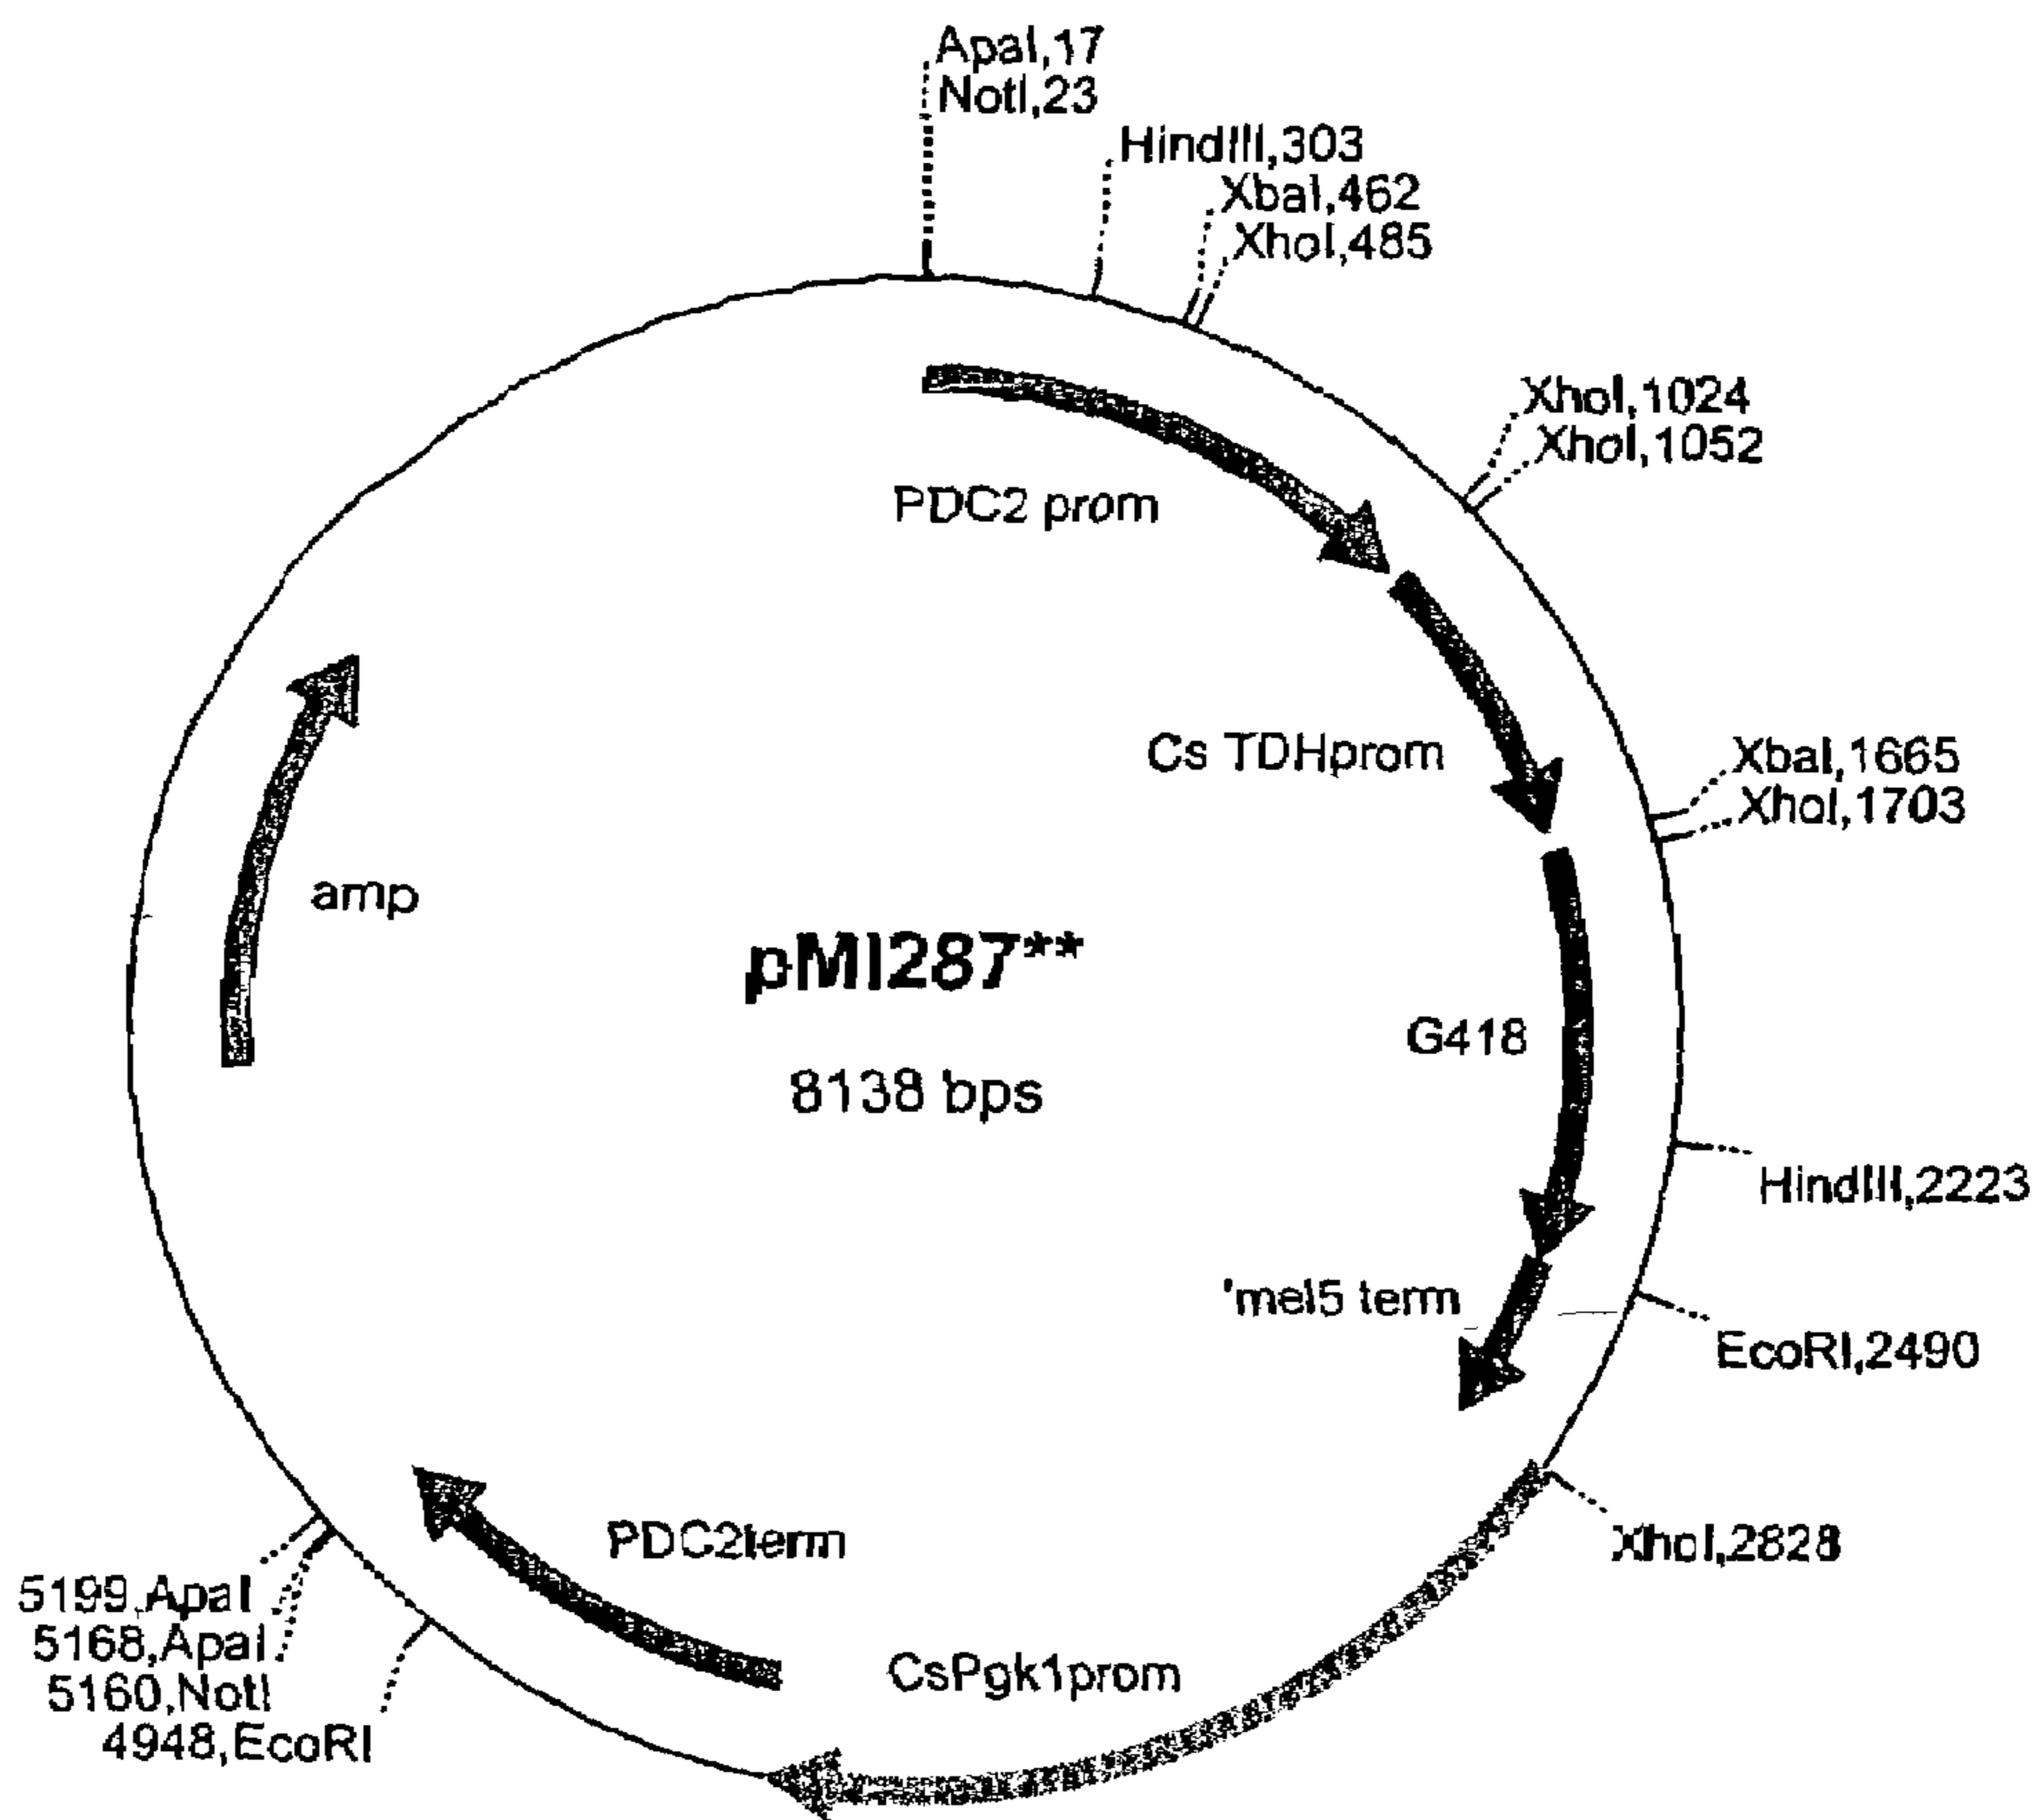 ApaI,17
NotI,23
HindIII,303
XbaI,462
XhoI,485
XhoI,1024
XhoI,1052
PDC2 prom
Cs TDHprom
XbaI,1665
XhoI,1703
amp
pMI287**
8138 bps
G418
HindIII,2223
'mel5 term
EcoRI,2490
XhoI,2828
PDC2term
CsPgk1prom
5199,ApaI
5168,ApaI
5160,NotI
4948,EcoRI